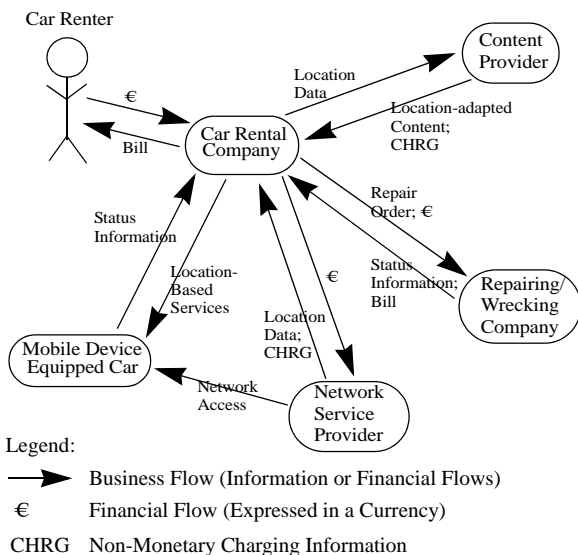 Car Renter
€
Bill
Car Rental
Company
Location
Data
Content
Provider
Location-adapted
Content;
CHRG
Repair
Order; €
Status
Information;
Bill
Repairing/
Wrecking
Company
Status
Information
Location-
Based
Services
€
Location
Data;
CHRG
Mobile Device
Equipped Car
Network
Access
Network
Service
Provider
Legend:
Business Flow (Information or Financial Flows)
€ Financial Flow (Expressed in a Currency)
CHRG Non-Monetary Charging Information